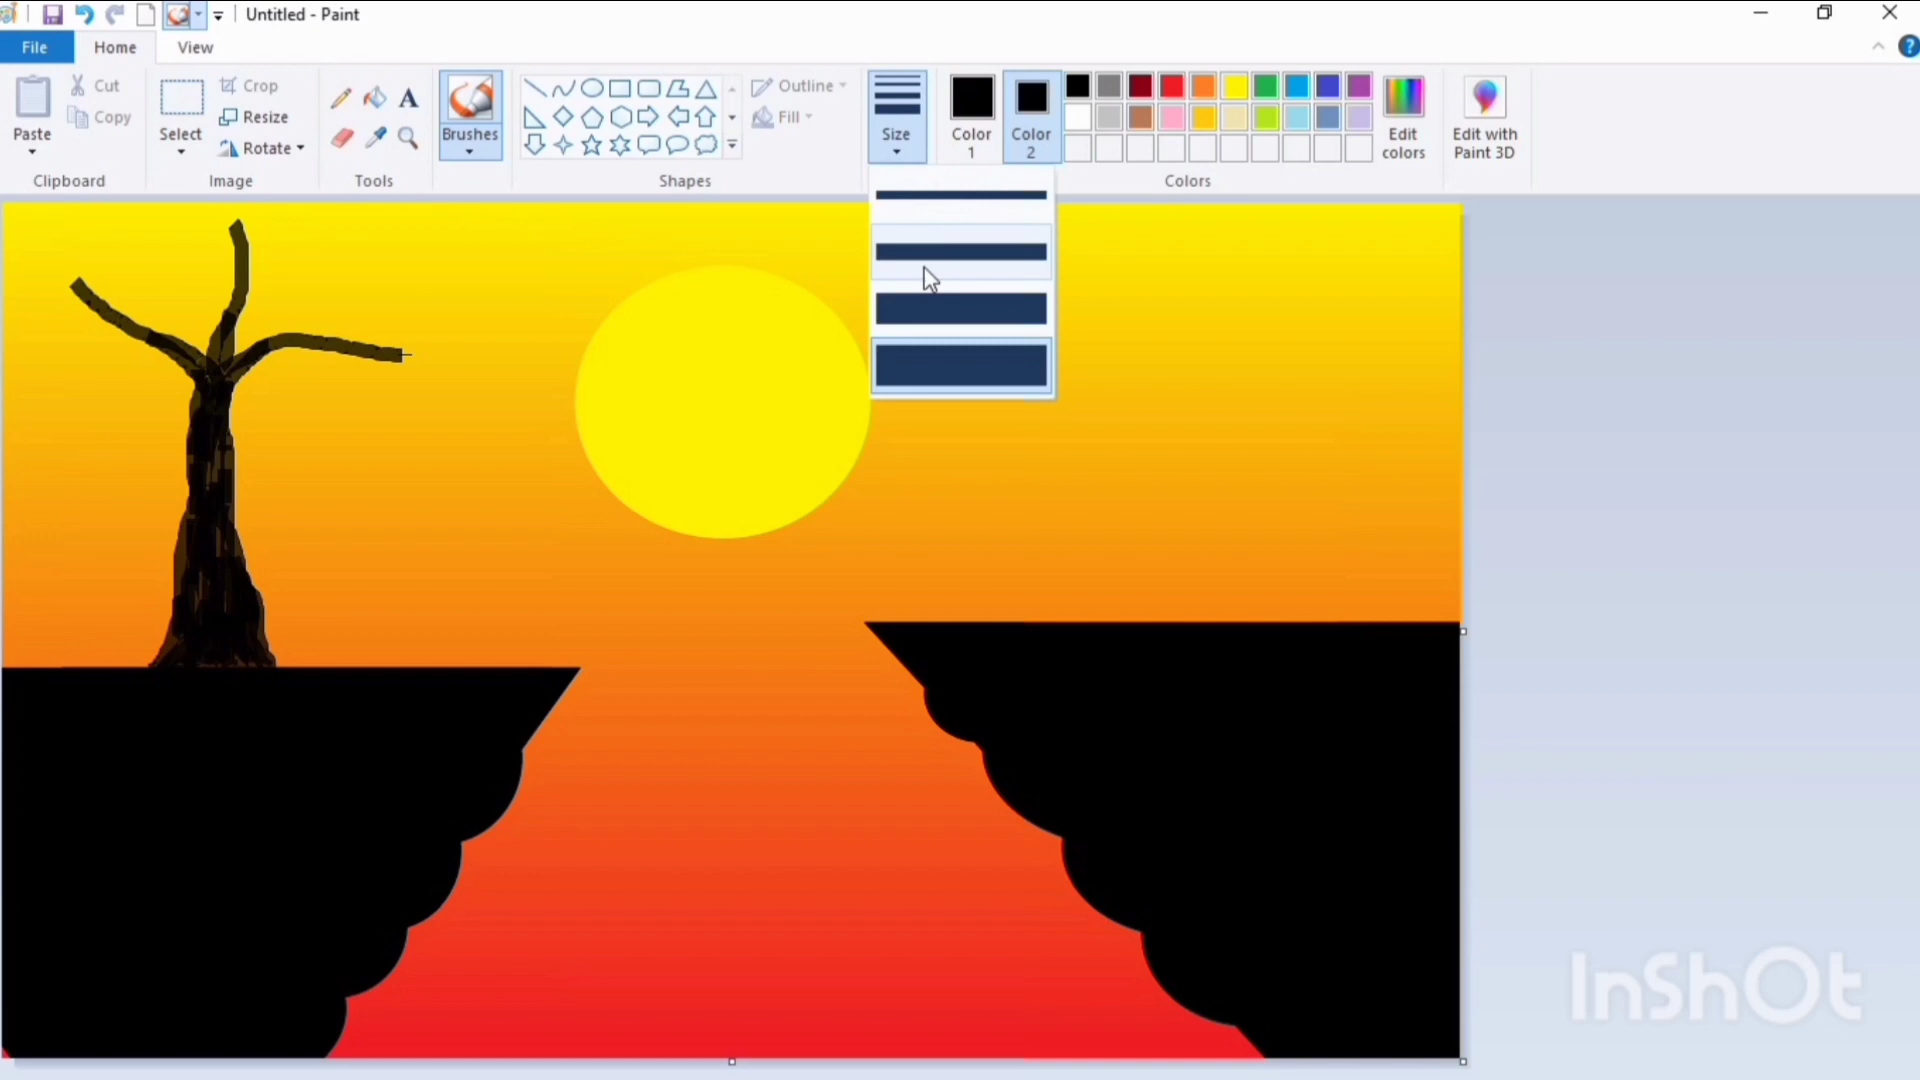 Untitled - Paint
File Home View
Paste
Cut
Copy
Clipboard
Select
Crop
Resize
Rotate
Image
A
Tools
Brushes
Outline
Fill
Shapes
Size
Color
1
Color
2
Edit
colors
Colors
Edit with
Paint 3D
?
InShOt